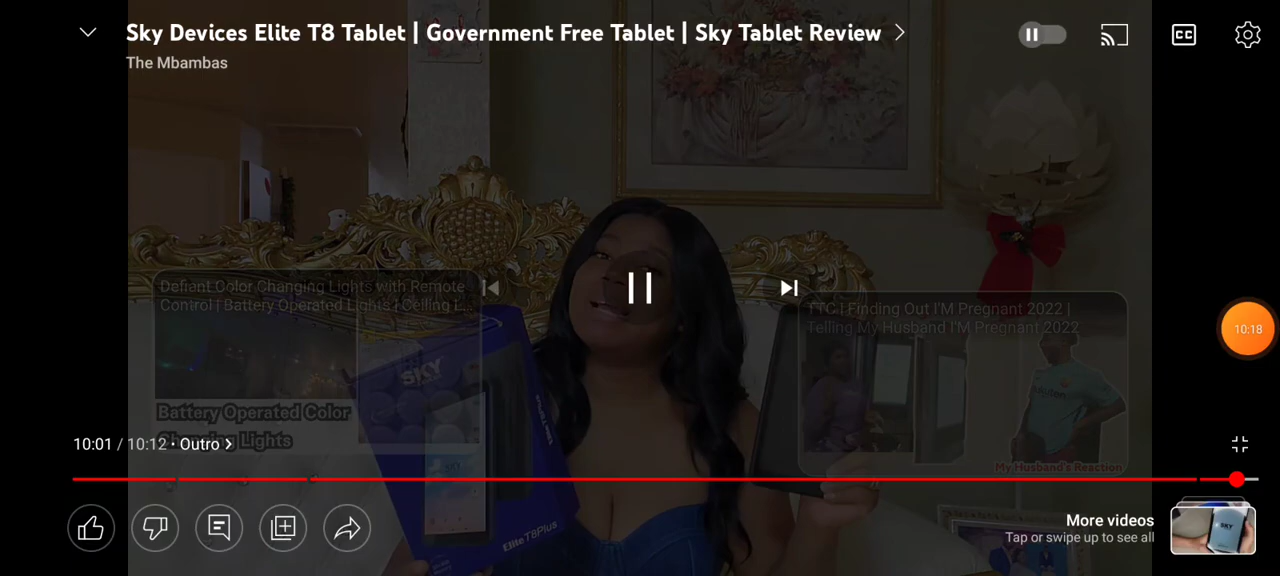 Sky Devices Elite T8 Tablet | Government Free Tablet | Sky Tablet Review
The Mbambas
CC
Defrant Color Changing Lights with Remote
Control | Battery Operated Lights | Ceiling L...
TTC | Finding Out I'M Pregnant 2022 |
Telling My Husband I'M Pregnant 2022
10:18
SKY
Battery Operated Color
Changing Lights
Elite T8Plus
My Husband's Reaction
10:01 / 10:12 • Outro
More videos
Tap or swipe up to see all
SKY